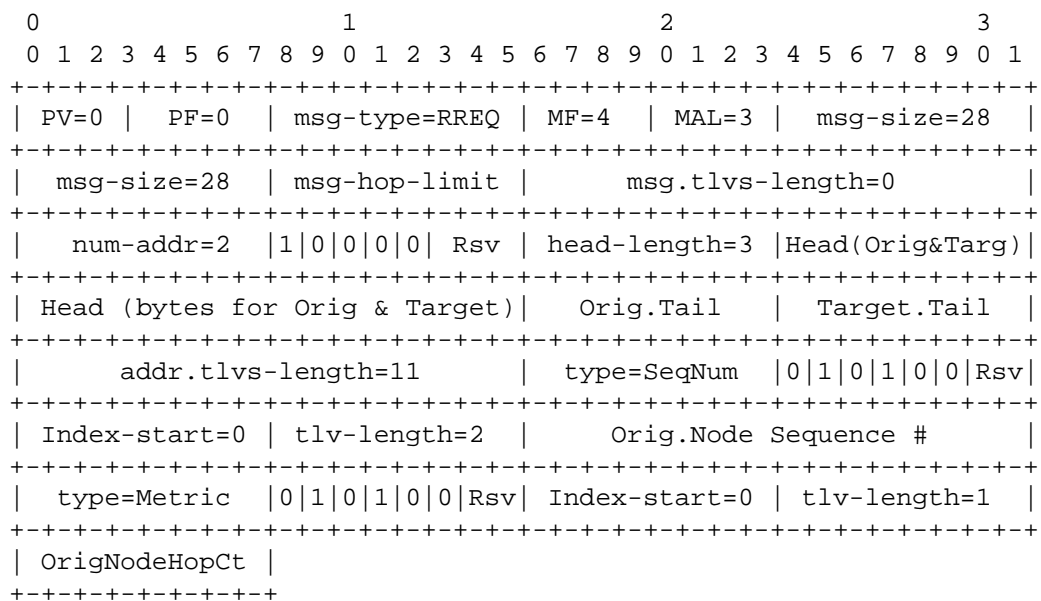 0                   1                   2                   3
 0 1 2 3 4 5 6 7 8 9 0 1 2 3 4 5 6 7 8 9 0 1 2 3 4 5 6 7 8 9 0 1
+-+-+-+-+-+-+-+-+-+-+-+-+-+-+-+-+-+-+-+-+-+-+-+-+-+-+-+-+-+-+-+-+
| PV=0 |  PF=0  | msg-type=RREQ | MF=4  | MAL=3 |  msg-size=28  |
+-+-+-+-+-+-+-+-+-+-+-+-+-+-+-+-+-+-+-+-+-+-+-+-+-+-+-+-+-+-+-+-+
|  msg-size=28  | msg-hop-limit |      msg.tlvs-length=0        |
+-+-+-+-+-+-+-+-+-+-+-+-+-+-+-+-+-+-+-+-+-+-+-+-+-+-+-+-+-+-+-+-+
|   num-addr=2  |1|0|0|0|0| Rsv | head-length=3 |Head(Orig&Targ)|
+-+-+-+-+-+-+-+-+-+-+-+-+-+-+-+-+-+-+-+-+-+-+-+-+-+-+-+-+-+-+-+-+
| Head (bytes for Orig & Target)|   Orig.Tail   |  Target.Tail  |
+-+-+-+-+-+-+-+-+-+-+-+-+-+-+-+-+-+-+-+-+-+-+-+-+-+-+-+-+-+-+-+-+
|      addr.tlvs-length=11      |  type=SeqNum  |0|1|0|1|0|0|Rsv|
+-+-+-+-+-+-+-+-+-+-+-+-+-+-+-+-+-+-+-+-+-+-+-+-+-+-+-+-+-+-+-+-+
| Index-start=0 | tlv-length=2  |     Orig.Node Sequence #      |
+-+-+-+-+-+-+-+-+-+-+-+-+-+-+-+-+-+-+-+-+-+-+-+-+-+-+-+-+-+-+-+-+
|  type=Metric  |0|1|0|1|0|0|Rsv| Index-start=0 | tlv-length=1  |
+-+-+-+-+-+-+-+-+-+-+-+-+-+-+-+-+-+-+-+-+-+-+-+-+-+-+-+-+-+-+-+-+
| OrigNodeHopCt |
+-+-+-+-+-+-+-+-+